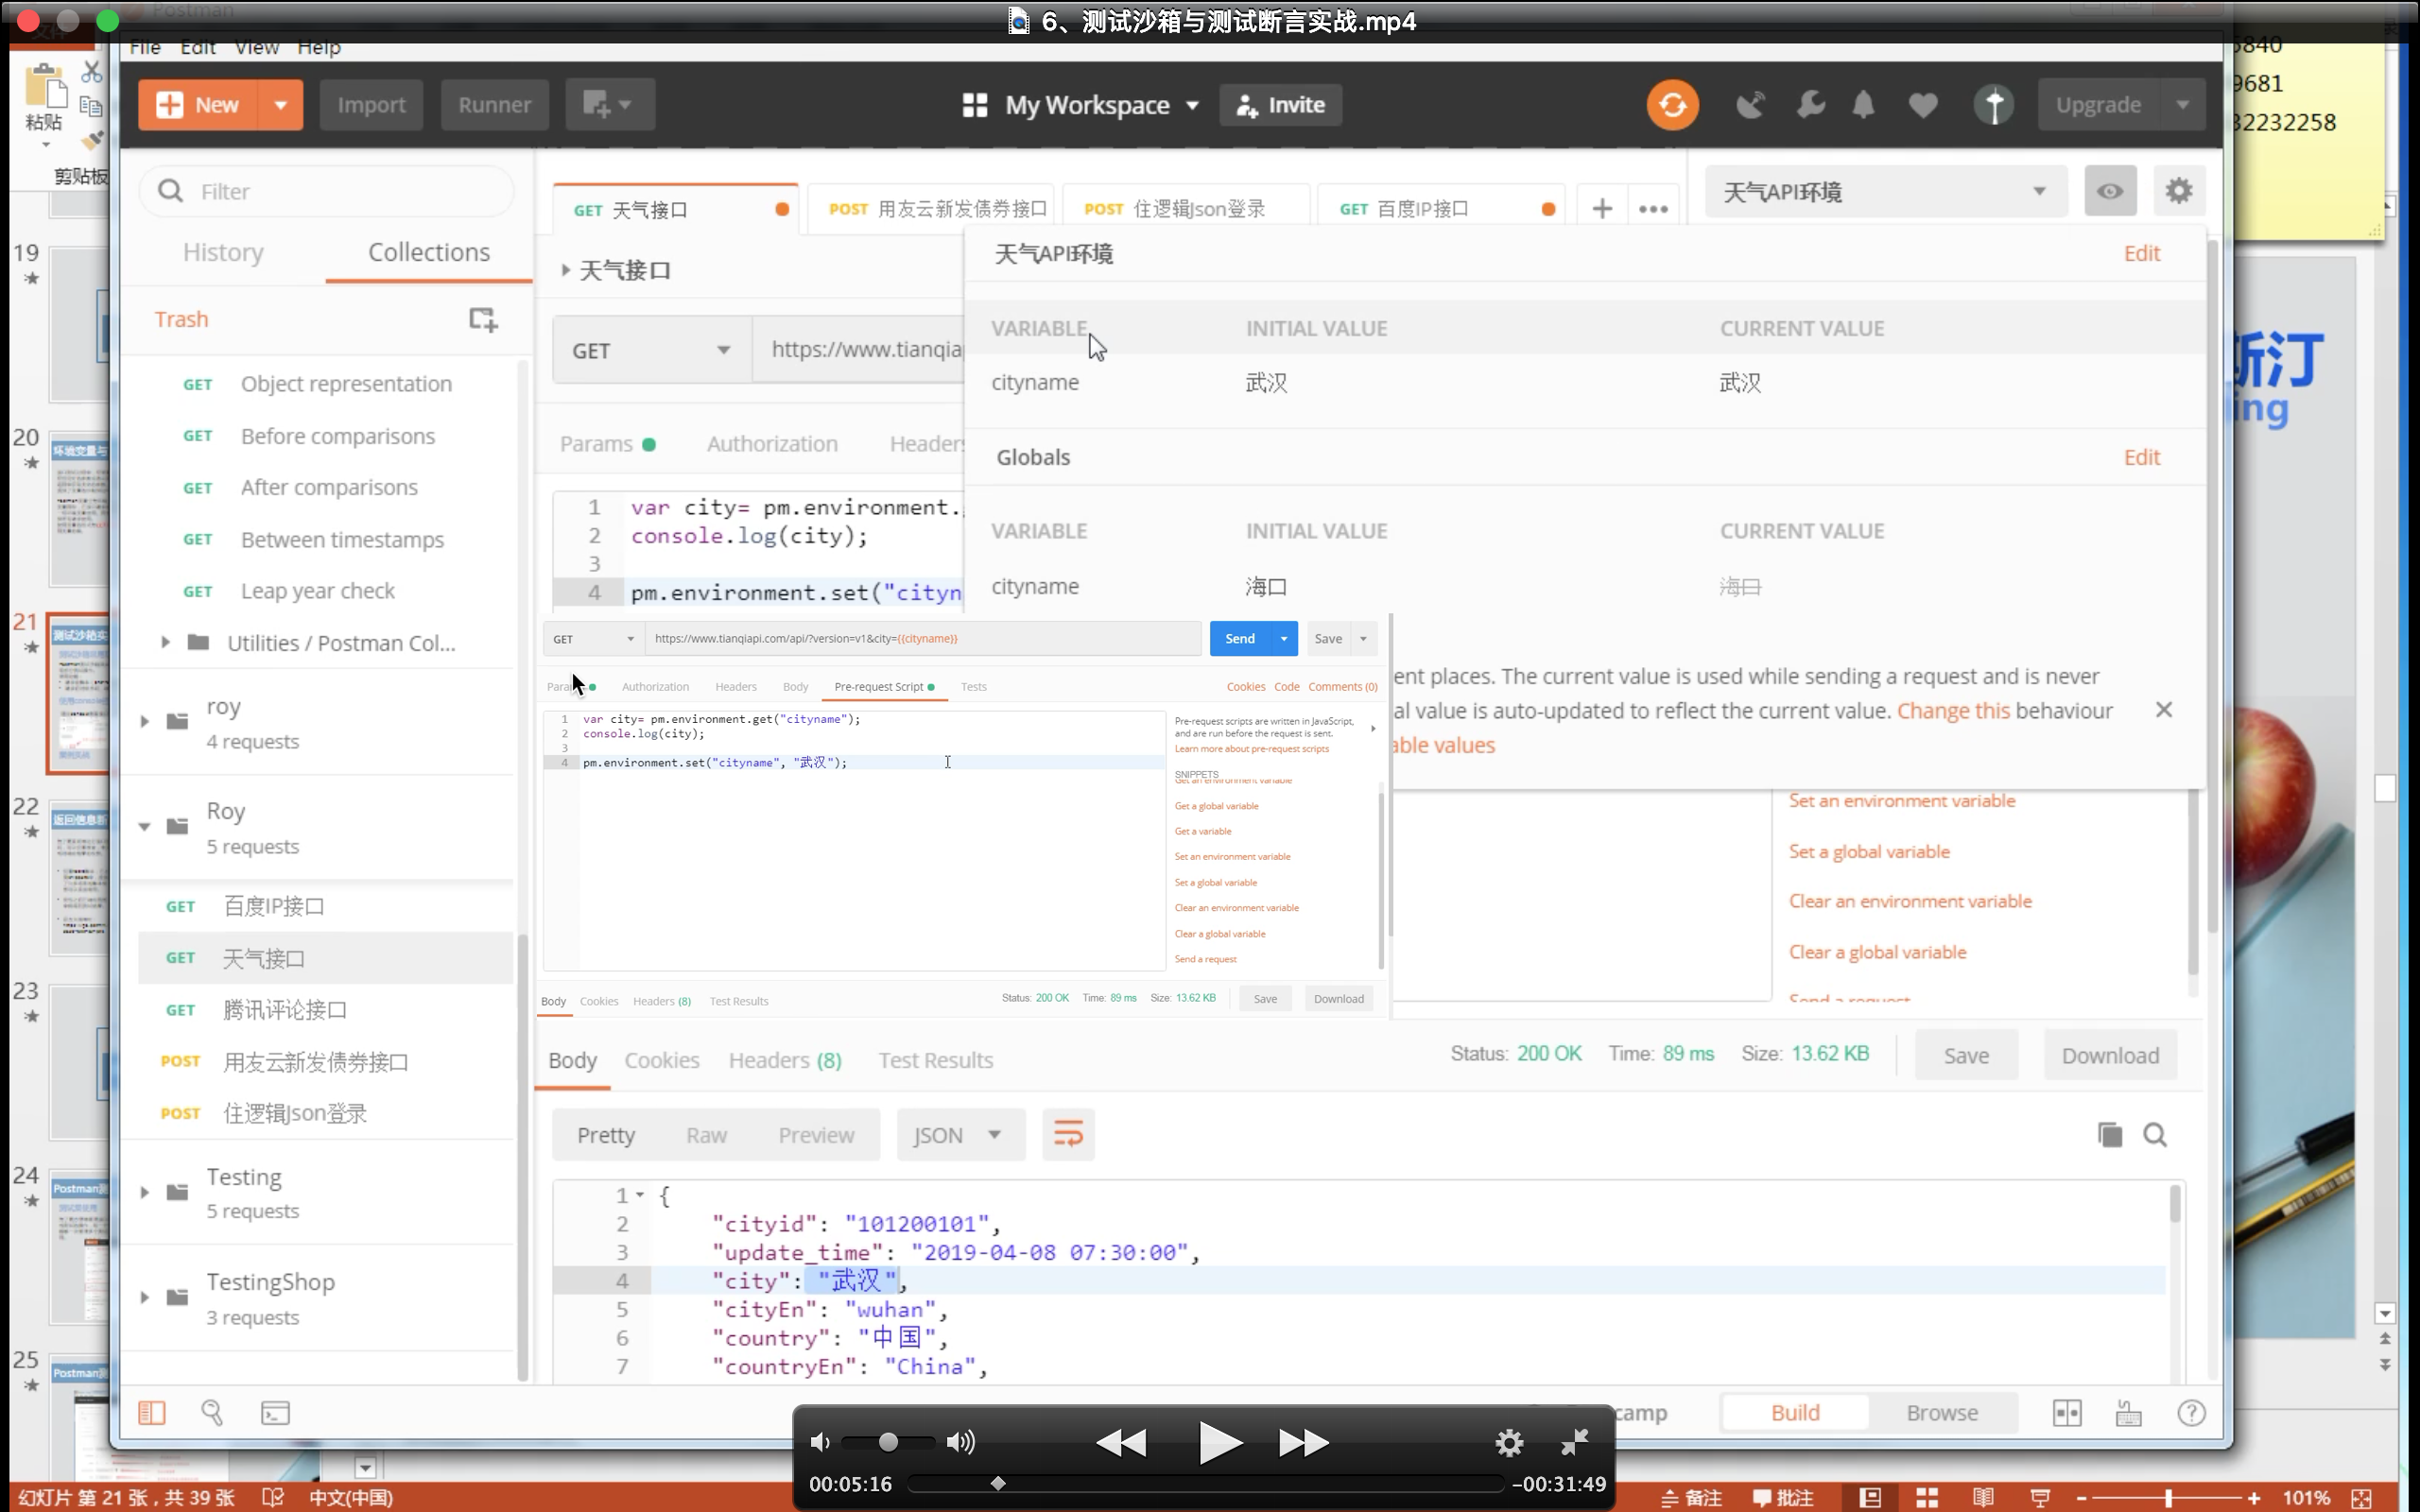 6、测试沙箱与测试断言实战.mp4
Postman
File Edit View Help
New
Import
Runner
My Workspace
Invite
Upgrade
5840
9681
32232258
粘贴
剪贴板
Filter
History
Collections
Trash
GET Object representation
GET Before comparisons
GET After comparisons
GET Between timestamps
GET Leap year check
Utilities / Postman Col...
roy
4 requests
Roy
5 requests
GET 百度IP接口
GET 天气接口
GET 腾讯评论接口
POST 用友云新发债券接口
POST 住逻辑Json登录
Testing
5 requests
TestingShop
3 requests
GET 天气接口
POST 用友云新发债券接口
POST 住逻辑Json登录
GET 百度IP接口
天气API环境
天气接口
GET
https://www.tianqia
Params
Authorization
Headers
1 var city= pm.environment.
2 console.log(city);
3
4 pm.environment.set("cityn
天气API环境
Edit
VARIABLE
INITIAL VALUE
CURRENT VALUE
cityname
武汉
武汉
Globals
Edit
VARIABLE
INITIAL VALUE
CURRENT VALUE
cityname
海口
海口
ent places. The current value is used while sending a request and is never
al value is auto-updated to reflect the current value. Change this behaviour
able values
GET
https://www.tianqiapi.com/api/?version=v1&city={{cityname}}
Send
Save
Authorization
Headers
Body
Pre-request Script
Tests
Cookies
Code
Comments (0)
1 var city= pm.environment.get("cityname");
2 console.log(city);
3
4 pm.environment.set("cityname", "武汉");
Pre-request scripts are written in JavaScript,
and are run before the request is sent.
Learn more about pre-request scripts
SNIPPETS
Get an environment variable
Get a global variable
Get a variable
Set an environment variable
Set a global variable
Clear an environment variable
Clear a global variable
Send a request
Body
Cookies
Headers (8)
Test Results
Status: 200 OK
Time: 89 ms
Size: 13.62 KB
Save
Download
Set an environment variable
Set a global variable
Clear an environment variable
Clear a global variable
Send a request
Body
Cookies
Headers (8)
Test Results
Status: 200 OK
Time: 89 ms
Size: 13.62 KB
Save
Download
Pretty
Raw
Preview
JSON
1 {
2 "cityid": "101200101",
3 "update_time": "2019-04-08 07:30:00",
4 "city": "武汉",
5 "cityEn": "wuhan",
6 "country": "中国",
7 "countryEn": "China",
camp
Build
Browse
00:05:16
-00:31:49
19
20
21
22
23
24
25
斯汀
ing
幻灯片 第 21 张，共 39 张
中文(中国)
备注
批注
101%